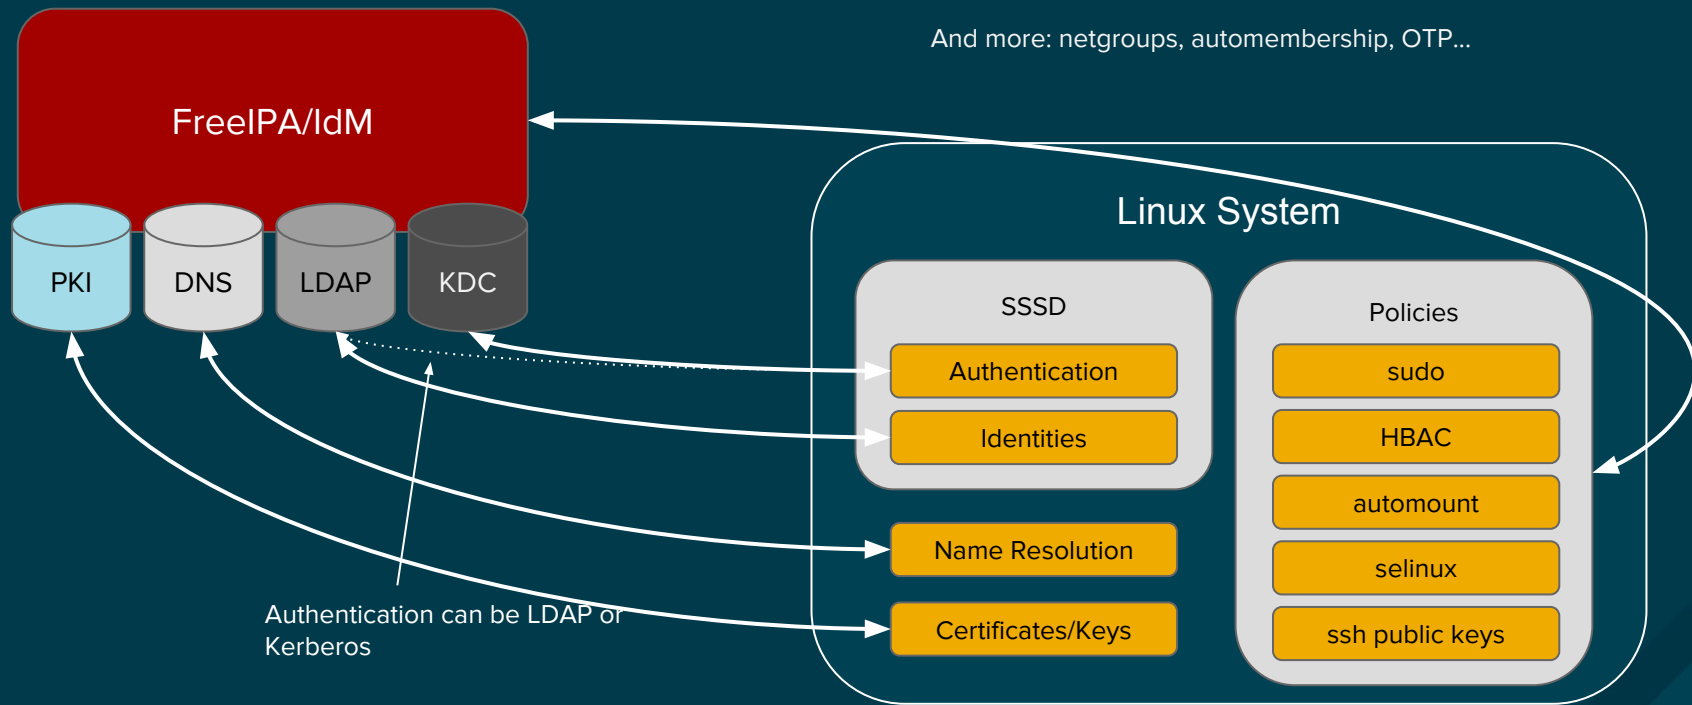 And more: netgroups, automembership, OTP...
FreeIPA/IdM
PKI
DNS
LDAP
KDC
Linux System
SSSD
Authentication
Identities
Name Resolution
Certificates/Keys
Policies
sudo
HBAC
automount
selinux
ssh public keys
Authentication can be LDAP or
Kerberos